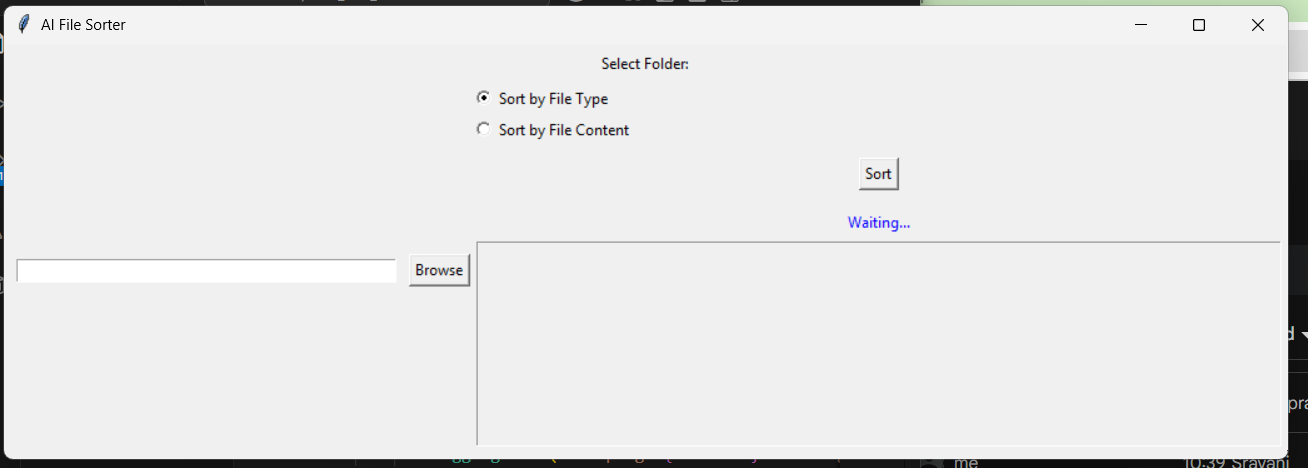 AI File Sorter
Select Folder:
Sort by File Type
Sort by File Content
Sort
Waiting...
Browse
me
10:39 Sravani